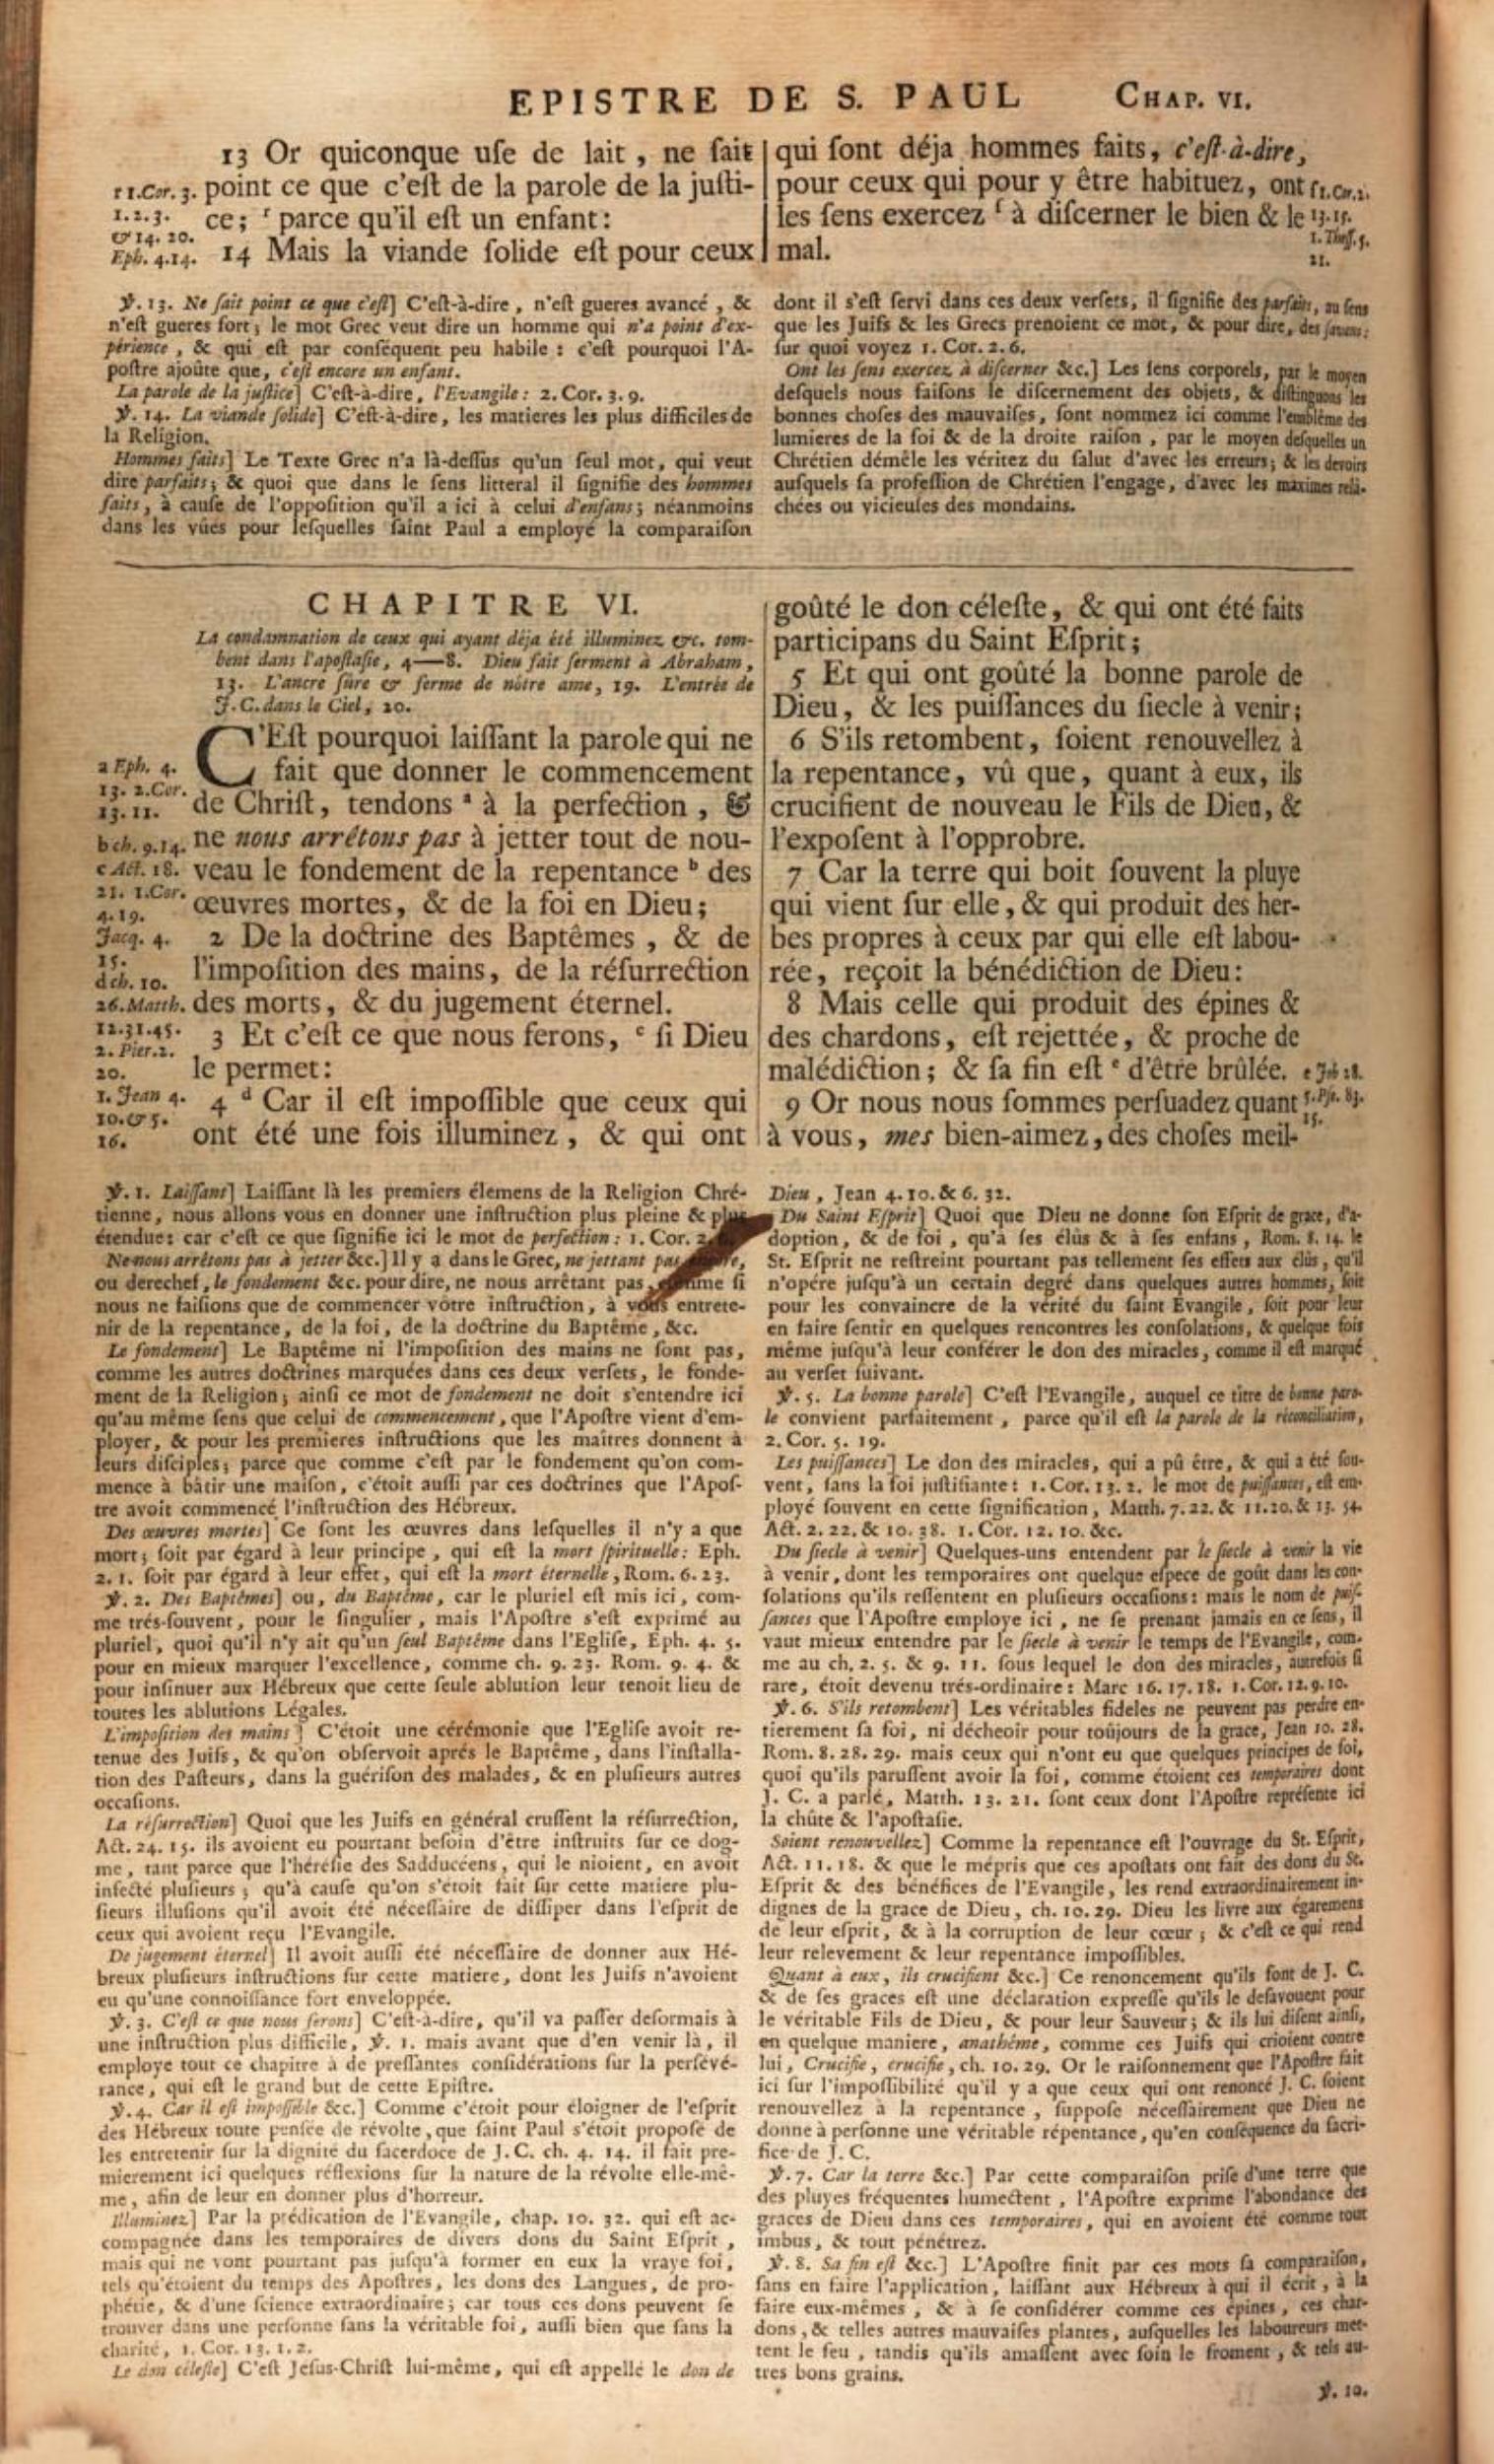 EPISTRE DE S. PAUL CHAP. VI.
13 Or quiconque uſe de lait, ne ſait
point ce que c'eſt de la parole de la juſti-
ce; ʳ parce qu'il eſt un enfant:
14 Mais la viande ſolide eſt pour ceux
r 1.Cor. 3.
1.2.3.
& 14. 20.
Eph. 4.14.
qui ſont déja hommes faits, c'eſt-à-dire,
pour ceux qui pour y être habituez, ont
les ſens exercez ˢ à diſcerner le bien & le
mal.
ſ 1. Cor. 2.
13.15.
1. Theſſ. 5.
21.
℣. 13. Ne ſait point ce que c'eſt] C'eſt-à-dire, n'eſt gueres avancé, &
n'eſt gueres fort; le mot Grec veut dire un homme qui n'a point d'ex-
périence, & qui eſt par conſéquent peu habile: c'eſt pourquoi l'A-
poſtre ajoûte que, c'eſt encore un enfant.
La parole de la juſtice] C'eſt-à-dire, l'Evangile: 2. Cor. 3. 9.
℣. 14. La viande ſolide] C'eſt-à-dire, les matieres les plus difficiles de
la Religion.
Hommes faits] Le Texte Grec n'a là-deſſus qu'un ſeul mot, qui veut
dire parfaits; & quoi que dans le ſens litteral il ſignifie des hommes
faits, à cauſe de l'oppoſition qu'il a ici à celui d'enfans; néanmoins
dans les vûes pour leſquelles ſaint Paul a employé la comparaiſon
dont il s'eſt ſervi dans ces deux verſets, il ſignifie des parfaits, au ſens
que les Juifs & les Grecs prenoient ce mot, & pour dire, des ſavans:
ſur quoi voyez 1. Cor. 2. 6.
Ont les ſens exercez à diſcerner &c.] Les ſens corporels, par le moyen
deſquels nous faiſons le diſcernement des objets, & diſtinguons les
bonnes choſes des mauvaiſes, ſont nommez ici comme l'emblême des
lumieres de la foi & de la droite raiſon, par le moyen deſquelles un
Chrétien démêle les véritez du ſalut d'avec les erreurs; & les devoirs
auſquels ſa profeſſion de Chrétien l'engage, d'avec les maximes relâ-
chées ou vicieuſes des mondains.
CHAPITRE VI.
La condamnation de ceux qui ayant déja été illuminez &c. tom-
bent dans l'apoſtaſie, 4—8. Dieu fait ſerment à Abraham,
13. L'ancre ſûre & ferme de nôtre ame, 19. L'entrée de
J. C. dans le Ciel, 20.
C'Eſt pourquoi laiſſant la parole qui ne
fait que donner le commencement
de Chriſt, tendons ᵃ à la perfection, &
ne nous arrêtons pas à jetter tout de nou-
veau le fondement de la repentance ᵇ des
œuvres mortes, & de la foi en Dieu;
2 De la doctrine des Baptêmes, & de
l'impoſition des mains, de la réſurrection
des morts, & du jugement éternel.
3 Et c'eſt ce que nous ferons, ᶜ ſi Dieu
le permet:
4 ᵈ Car il eſt impoſſible que ceux qui
ont été une fois illuminez, & qui ont
a Eph. 4.
13. 2.Cor.
13.11.
b ch. 9.14.
c Act. 18.
21. 1.Cor.
4.19.
Jacq. 4.
15.
d ch. 10.
26. Matth.
12.31.45.
2. Pier.2.
20.
1. Jean 4.
10.& 5.
16.
goûté le don céleſte, & qui ont été faits
participans du Saint Eſprit;
5 Et qui ont goûté la bonne parole de
Dieu, & les puiſſances du ſiecle à venir;
6 S'ils retombent, ſoient renouvellez à
la repentance, vû que, quant à eux, ils
crucifient de nouveau le Fils de Dieu, &
l'expoſent à l'opprobre.
7 Car la terre qui boit ſouvent la pluye
qui vient ſur elle, & qui produit des her-
bes propres à ceux par qui elle eſt labou-
rée, reçoit la bénédiction de Dieu:
8 Mais celle qui produit des épines &
des chardons, eſt rejettée, & proche de
malédiction; & ſa fin eſt ᵉ d'être brûlée.
9 Or nous nous ſommes perſuadez quant
à vous, mes bien-aimez, des choſes meil-
e Job 28.
5. Pſe. 83.
15.
℣. 1. Laiſſant] Laiſſant là les premiers élemens de la Religion Chré-
tienne, nous allons vous en donner une inſtruction plus pleine & plus
étendue: car c'eſt ce que ſignifie ici le mot de perfection: 1. Cor. 2.
Ne nous arrêtons pas à jetter &c.] Il y a dans le Grec, ne jettant pas
ou derechef, le fondement &c. pour dire, ne nous arrêtant pas, comme ſi
nous ne faiſions que de commencer vôtre inſtruction, à vous entrete-
nir de la repentance, de la foi, de la doctrine du Baptême, &c.
Le fondement] Le Baptême ni l'impoſition des mains ne ſont pas,
comme les autres doctrines marquées dans ces deux verſets, le fonde-
ment de la Religion; ainſi ce mot de fondement ne doit s'entendre ici
qu'au même ſens que celui de commencement, que l'Apoſtre vient d'em-
ployer, & pour les premieres inſtructions que les maîtres donnent à
leurs diſciples; parce que comme c'eſt par le fondement qu'on com-
mence à bâtir une maiſon, c'étoit auſſi par ces doctrines que l'Apoſ-
tre avoit commencé l'inſtruction des Hébreux.
Des œuvres mortes] Ce ſont les œuvres dans leſquelles il n'y a que
mort; ſoit par égard à leur principe, qui eſt la mort ſpirituelle: Eph.
2. 1. ſoit par égard à leur effet, qui eſt la mort éternelle, Rom. 6. 23.
℣. 2. Des Baptêmes] ou, du Baptême, car le pluriel eſt mis ici, com-
me trés-ſouvent, pour le ſingulier, mais l'Apoſtre s'eſt exprimé au
pluriel, quoi qu'il n'y ait qu'un ſeul Baptême dans l'Egliſe, Eph. 4. 5.
pour en mieux marquer l'excellence, comme ch. 9. 23. Rom. 9. 4. &
pour inſinuer aux Hébreux que cette ſeule ablution leur tenoit lieu de
toutes les ablutions Légales.
L'impoſition des mains] C'étoit une cérémonie que l'Egliſe avoit re-
tenue des Juifs, & qu'on obſervoit aprés le Baptême, dans l'inſtalla-
tion des Paſteurs, dans la guériſon des malades, & en pluſieurs autres
occaſions.
La réſurrection] Quoi que les Juifs en général cruſſent la réſurrection,
Act. 24. 15. ils avoient eu pourtant beſoin d'être inſtruits ſur ce dog-
me, tant parce que l'héréſie des Sadducéens, qui le nioient, en avoit
infecté pluſieurs; qu'à cauſe qu'on s'étoit fait ſur cette matiere plu-
ſieurs illuſions qu'il avoit été néceſſaire de diſſiper dans l'eſprit de
ceux qui avoient reçu l'Evangile.
De jugement éternel] Il avoit auſſi été néceſſaire de donner aux Hé-
breux pluſieurs inſtructions ſur cette matiere, dont les Juifs n'avoient
eu qu'une connoiſſance fort enveloppée.
℣. 3. C'eſt ce que nous ferons] C'eſt-à-dire, qu'il va paſſer deſormais à
une inſtruction plus difficile, ℣. 1. mais avant que d'en venir là, il
employe tout ce chapitre à de preſſantes conſidérations ſur la perſévé-
rance, qui eſt le grand but de cette Epiſtre.
℣. 4. Car il eſt impoſſible &c.] Comme c'étoit pour éloigner de l'eſprit
des Hébreux toute penſée de révolte, que ſaint Paul s'étoit propoſé de
les entretenir ſur la dignité du ſacerdoce de J. C. ch. 4. 14. il fait pre-
mierement ici quelques réflexions ſur la nature de la révolte elle-mê-
me, afin de leur en donner plus d'horreur.
Illuminez] Par la prédication de l'Evangile, chap. 10. 32. qui eſt ac-
compagnée dans les temporaires de divers dons du Saint Eſprit,
mais qui ne vont pourtant pas juſqu'à former en eux la vraye foi,
tels qu'étoient du temps des Apoſtres, les dons des Langues, de pro-
phétie, & d'une ſcience extraordinaire; car tous ces dons peuvent ſe
trouver dans une perſonne ſans la véritable foi, auſſi bien que ſans la
charité, 1. Cor. 13. 1. 2.
Le don céleſte] C'eſt Jeſus-Chriſt lui-même, qui eſt appellé le don de
Dieu, Jean 4. 10. & 6. 32.
Du Saint Eſprit] Quoi que Dieu ne donne ſon Eſprit de grace, d'a-
doption, & de foi, qu'à ſes élûs & à ſes enfans, Rom. 8. 14. le
St. Eſprit ne reſtreint pourtant pas tellement ſes effets aux élûs, qu'il
n'opére juſqu'à un certain degré dans quelques autres hommes, ſoit
pour les convaincre de la vérité du ſaint Evangile, ſoit pour leur
en faire ſentir en quelques rencontres les conſolations, & quelque fois
même juſqu'à leur conférer le don des miracles, comme il eſt marqué
au verſet ſuivant.
℣. 5. La bonne parole] C'eſt l'Evangile, auquel ce titre de bonne paro-
le convient parfaitement, parce qu'il eſt la parole de la réconciliation,
2. Cor. 5. 19.
Les puiſſances] Le don des miracles, qui a pû être, & qui a été ſou-
vent, ſans la foi juſtifiante: 1. Cor. 13. 2. le mot de puiſſances, eſt em-
ployé ſouvent en cette ſignification, Matth. 7. 22. & 11. 20. & 13. 54.
Act. 2. 22. & 10. 38. 1. Cor. 12. 10. &c.
Du ſiecle à venir] Quelques-uns entendent par le ſiecle à venir la vie
à venir, dont les temporaires ont quelque eſpece de goût dans les con-
ſolations qu'ils reſſentent en pluſieurs occaſions: mais le nom de puiſ-
ſances que l'Apoſtre employe ici, ne ſe prenant jamais en ce ſens, il
vaut mieux entendre par le ſiecle à venir le temps de l'Evangile, com-
me au ch. 2. 5. & 9. 11. ſous lequel le don des miracles, autrefois ſi
rare, étoit devenu trés-ordinaire: Marc 16. 17. 18. 1. Cor. 12. 9. 10.
℣. 6. S'ils retombent] Les véritables fideles ne peuvent pas perdre en-
tierement ſa foi, ni décheoir pour toûjours de la grace, Jean 10. 28.
Rom. 8. 28. 29. mais ceux qui n'ont eu que quelques principes de foi,
quoi qu'ils paruſſent avoir la foi, comme étoient ces temporaires dont
J. C. a parlé, Matth. 13. 21. ſont ceux dont l'Apoſtre repréſente ici
la chûte & l'apoſtaſie.
Soient renouvellez] Comme la repentance eſt l'ouvrage du St. Eſprit,
Act. 11. 18. & que le mépris que ces apoſtats ont fait des dons du St.
Eſprit & des bénéfices de l'Evangile, les rend extraordinairement in-
dignes de la grace de Dieu, ch. 10. 29. Dieu les livre aux égaremens
de leur eſprit, & à la corruption de leur cœur; & c'eſt ce qui rend
leur relevement & leur repentance impoſſibles.
Quant à eux, ils crucifient &c.] Ce renoncement qu'ils font de J. C.
& de ſes graces eſt une déclaration expreſſe qu'ils le deſavouent pour
le véritable Fils de Dieu, & pour leur Sauveur; & ils lui diſent ainſi,
en quelque maniere, anathéme, comme ces Juifs qui crioient contre
lui, Crucifie, crucifie, ch. 10. 29. Or le raiſonnement que l'Apoſtre fait
ici ſur l'impoſſibilité qu'il y a que ceux qui ont renoncé J. C. ſoient
renouvellez à la repentance, ſuppoſe néceſſairement que Dieu ne
donne à perſonne une véritable répentance, qu'en conſéquence du ſacri-
fice de J. C.
℣. 7. Car la terre &c.] Par cette comparaiſon priſe d'une terre que
des pluyes fréquentes humectent, l'Apoſtre exprime l'abondance des
graces de Dieu dans ces temporaires, qui en avoient été comme tout
imbus, & tout pénétrez.
℣. 8. Sa fin eſt &c.] L'Apoſtre finit par ces mots ſa comparaiſon,
ſans en faire l'application, laiſſant aux Hébreux à qui il écrit, à la
faire eux-mêmes, & à ſe conſidérer comme ces épines, ces char-
dons, & telles autres mauvaiſes plantes, auſquelles les laboureurs met-
tent le feu, tandis qu'ils amaſſent avec ſoin le froment, & tels au-
tres bons grains.
℣. 10.